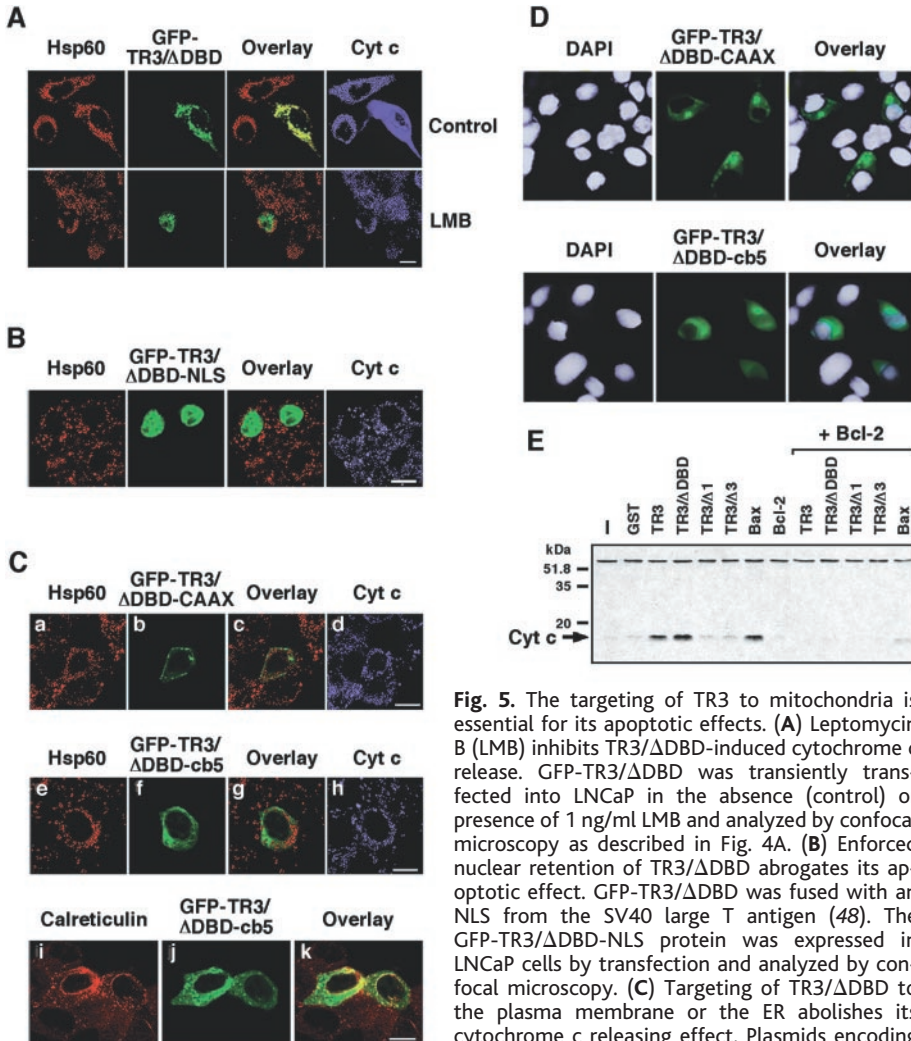 A
Hsp60 GFP-TR3/ΔDBD Overlay Cyt c
Control
LMB
B
Hsp60 GFP-TR3/ΔDBD-NLS Overlay Cyt c
C
Hsp60 GFP-TR3/ΔDBD-CAAX Overlay Cyt c
a b c d
Hsp60 GFP-TR3/ΔDBD-cb5 Overlay Cyt c
e f g h
Calreticulin GFP-TR3/ΔDBD-cb5 Overlay
i j k
D
DAPI GFP-TR3/ΔDBD-CAAX Overlay
DAPI GFP-TR3/ΔDBD-cb5 Overlay
E
+ Bcl-2
– GST TR3 TR3/ΔDBD TR3/Δ1 TR3/Δ3 Bax Bcl-2 TR3 TR3/ΔDBD TR3/Δ1 TR3/Δ3 Bax
kDa
51.8
35
20
Cyt c
Fig. 5. The targeting of TR3 to mitochondria is
essential for its apoptotic effects. (A) Leptomycin
B (LMB) inhibits TR3/ΔDBD-induced cytochrome c
release. GFP-TR3/ΔDBD was transiently trans-
fected into LNCaP in the absence (control) o
presence of 1 ng/ml LMB and analyzed by confoca
microscopy as described in Fig. 4A. (B) Enforced
nuclear retention of TR3/ΔDBD abrogates its ap-
optotic effect. GFP-TR3/ΔDBD was fused with an
NLS from the SV40 large T antigen (48). The
GFP-TR3/ΔDBD-NLS protein was expressed in
LNCaP cells by transfection and analyzed by con-
focal microscopy. (C) Targeting of TR3/ΔDBD to
the plasma membrane or the ER abolishes its
cytochrome c releasing effect. Plasmids encoding